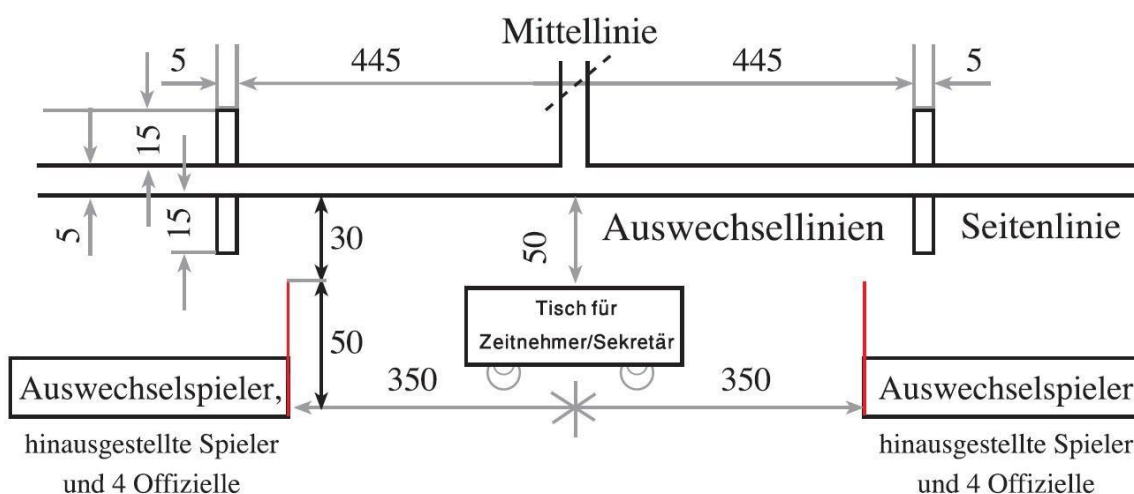 Mittellinie
5
445
445
5
15
5
15
30
50
Auswechsellinien
Seitenlinie
50
Tisch für
Zeitnehmer/Sekretär
350
350
Auswechselspieler,
hinausgestellte Spieler
und 4 Offizielle
Auswechselspieler
hinausgestellte Spieler
und 4 Offizielle